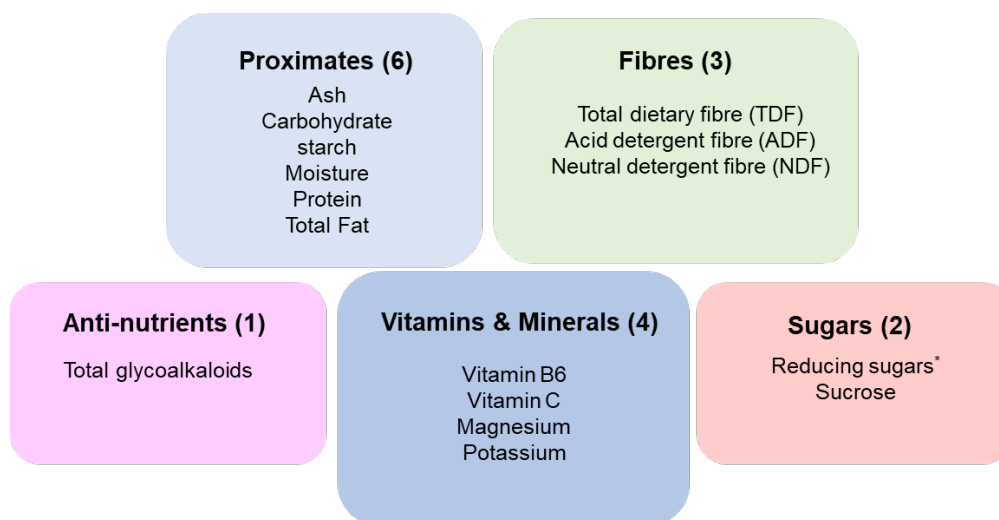 Proximates (6)
Ash
Carbohydrate
starch
Moisture
Protein
Total Fat
Fibres (3)
Total dietary fibre (TDF)
Acid detergent fibre (ADF)
Neutral detergent fibre (NDF)
Anti-nutrients (1)
Total glycoalkaloids
Vitamins & Minerals (4)
Vitamin B6
Vitamin C
Magnesium
Potassium
Sugars (2)
Reducing sugars*
Sucrose